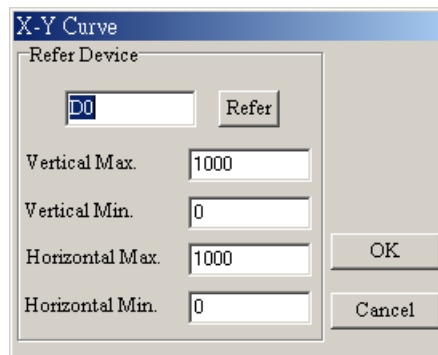 X-Y Curve
Refer Device
D0 Refer
Vertical Max. 1000
Vertical Min. 0
Horizontal Max. 1000
OK
Horizontal Min. 0
Cancel